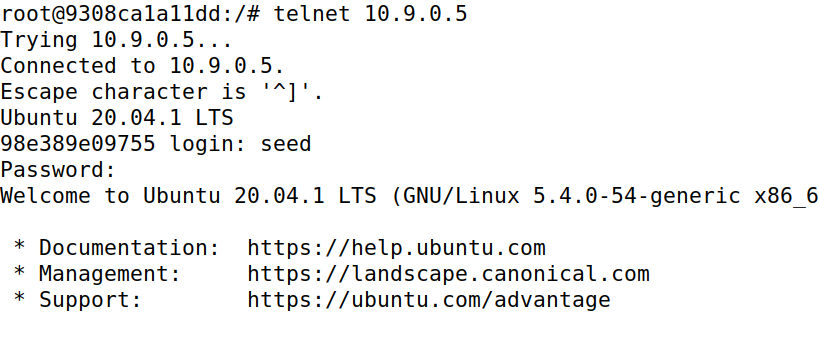 root@9308ca1a11dd:/# telnet 10.9.0.5
Trying 10.9.0.5...
Connected to 10.9.0.5.
Escape character is '^]'.
Ubuntu 20.04.1 LTS
98e389e09755 login: seed
Password:
Welcome to Ubuntu 20.04.1 LTS (GNU/Linux 5.4.0-54-generic x86_6
* Documentation:  https://help.ubuntu.com
* Management:     https://landscape.canonical.com
* Support:        https://ubuntu.com/advantage